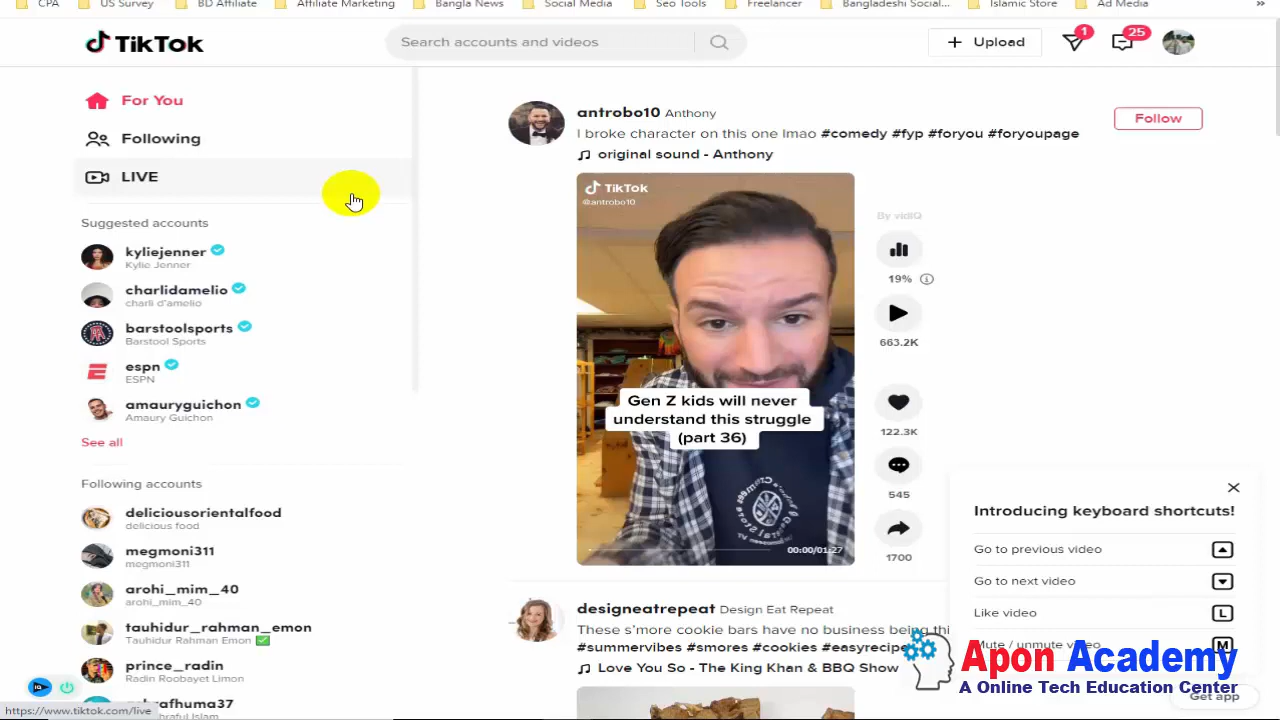 CPA
US Survey
BD Affiliate
Affiliate Marketing
Bangla News
Social Media
Seo Tools
Freelancer
Bangladeshi Social...
Islamic Store
Ad Media
»
TikTok
Search accounts and videos
Upload
1
25
For You
Following
LIVE
Suggested accounts
kyliejenner
Kylie Jenner
charlidamelio
charli d'amelio
barstoolsports
Barstool Sports
espn
ESPN
amauryguichon
Amaury Guichon
See all
Following accounts
deliciousorientalfood
delicious food
megmoni311
megmoni311
arohi_mim_40
arohi_mim_40
tauhidur_rahman_emon
Tauhidur Rahman Emon
prince_radin
Radin Roobayet Limon
https://www.tiktok.com/live
antrobo10 Anthony
I broke character on this one lmao #comedy #fyp #foryou #foryoupage
original sound - Anthony
Follow
TikTok
@antrobo10
Gen Z kids will never
understand this struggle
(part 36)
00:00/01:27
By vidIQ
19%
663.2K
122.3K
545
1700
designeatrepeat Design Eat Repeat
These s'more cookie bars have no business being thi
#summervibes #smores #cookies #easyrecipe
Love You So - The King Khan & BBQ Show
Introducing keyboard shortcuts!
Go to previous video
Go to next video
Like video L
Mute / unmute video M
Apon Academy
A Online Tech Education Center
Get app